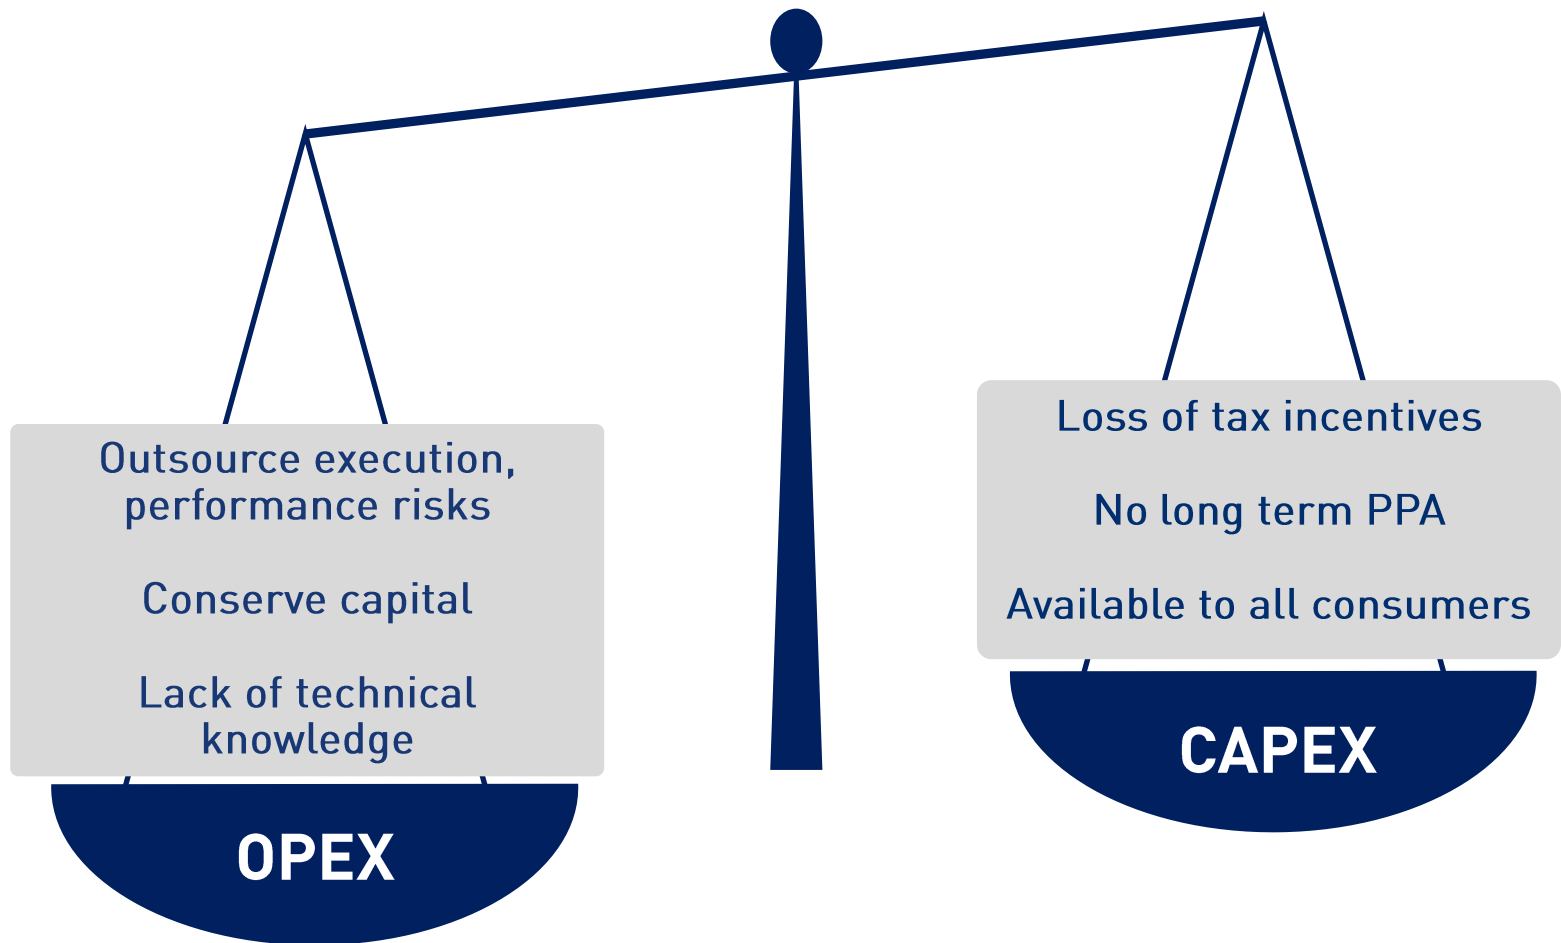 Outsource execution,
performance risks
Conserve capital
Lack of technical
knowledge
OPEX
Loss of tax incentives
No long term PPA
Available to all consumers
CAPEX